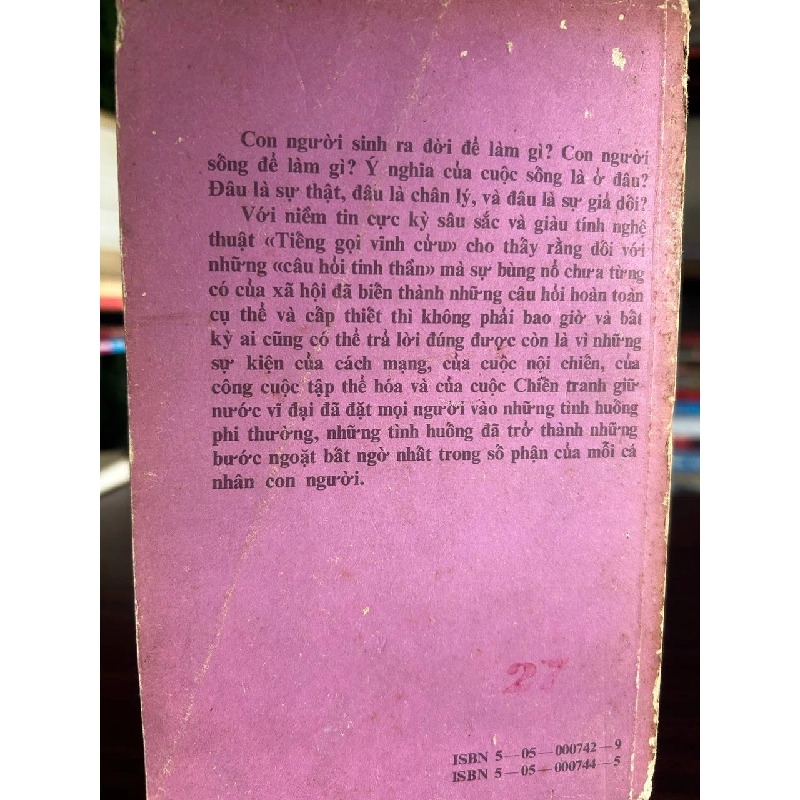 Con người sinh ra đời để làm gì? Con người
sống để làm gì? Ý nghĩa của cuộc sống là ở đâu?
Đâu là sự thật, đâu là chân lý, và đâu là sự giả dối?
Với niềm tin cực kỳ sâu sắc và giàu tính nghệ
thuật «Tiếng gọi vĩnh cửu» cho thấy rằng đối với
những «câu hỏi tinh thần» mà sự bùng nổ chưa từng
có của xã hội đã biến thành những câu hỏi hoàn toàn
cụ thể và cấp thiết thì không phải bao giờ và bất
kỳ ai cũng có thể trả lời đúng được còn là vì những
sự kiện của cách mạng, của cuộc nội chiến, của
công cuộc tập thể hóa và của cuộc Chiến tranh giữ
nước vĩ đại đã đặt mọi người vào những tình huống
phi thường, những tình huống đã trở thành những
bước ngoặt bất ngờ nhất trong số phận của mỗi cá
nhân con người.
27
ISBN 5—05—000742—9
ISBN 5—05—000744—5